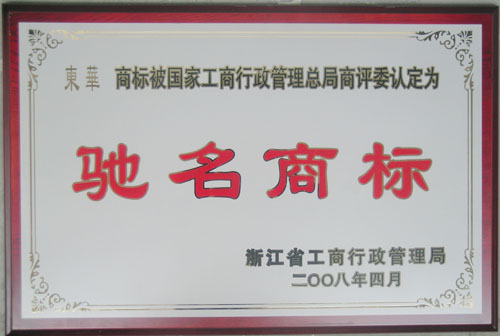 東華 商标被国家工商行政管理总局商评委认定为
驰名商标
浙江省工商行政管理局
二OO八年四月